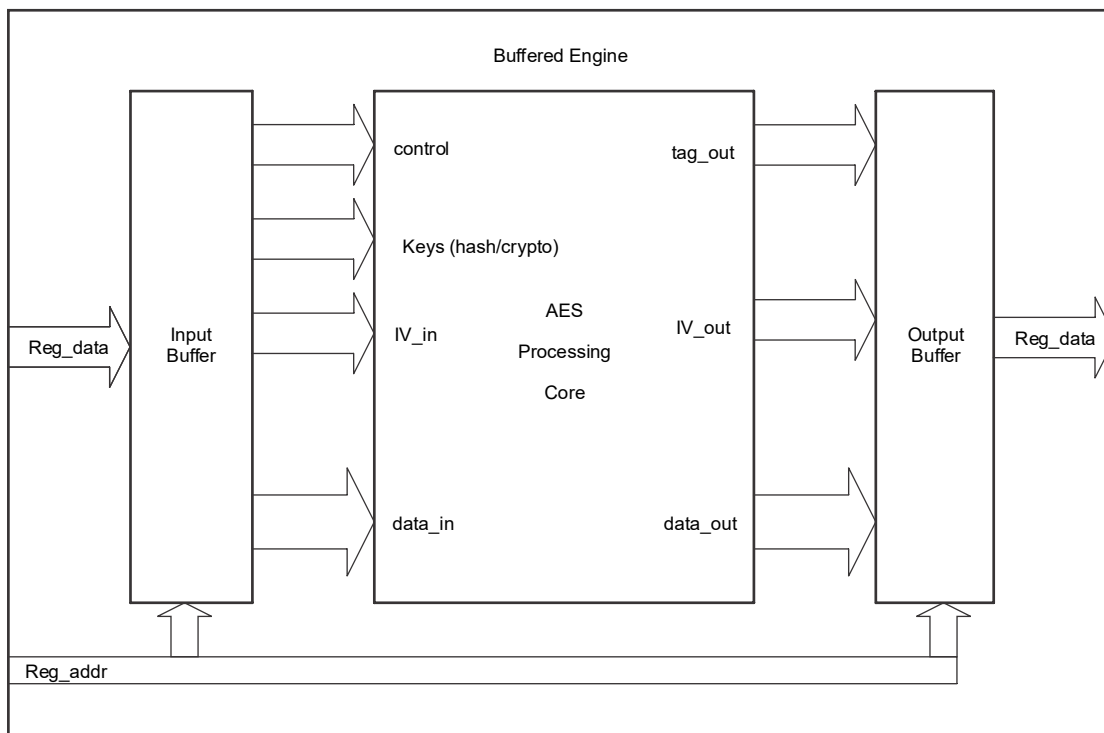 Buffered Engine
control
tag_out
Keys (hash/crypto)
Reg_data
Input
Buffer
IV_in
AES
Processing
Core
IV_out
Output
Buffer
Reg_data
data_in
data_out
Reg_addr